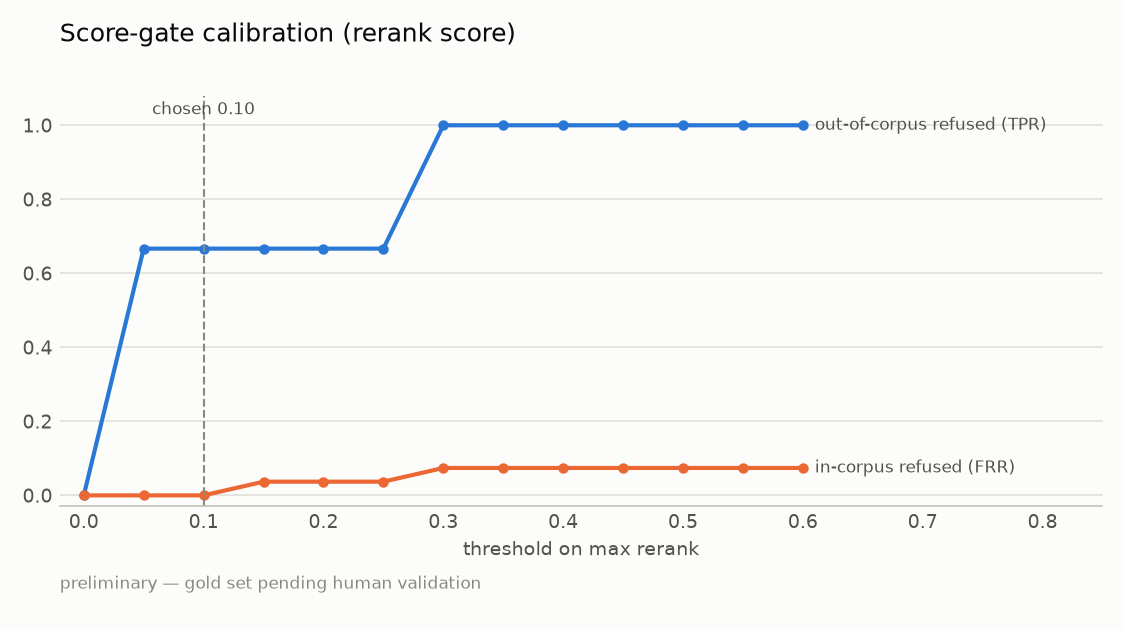 Score-gate calibration (rerank score)
chosen 0.10
1.0
out-of-corpus refused (TPR)
0.8
0.6
0.4
0.2
in-corpus refused (FRR)
0.0
0.0 0.1 0.2 0.3 0.4 0.5 0.6 0.7 0.8
threshold on max rerank
preliminary — gold set pending human validation